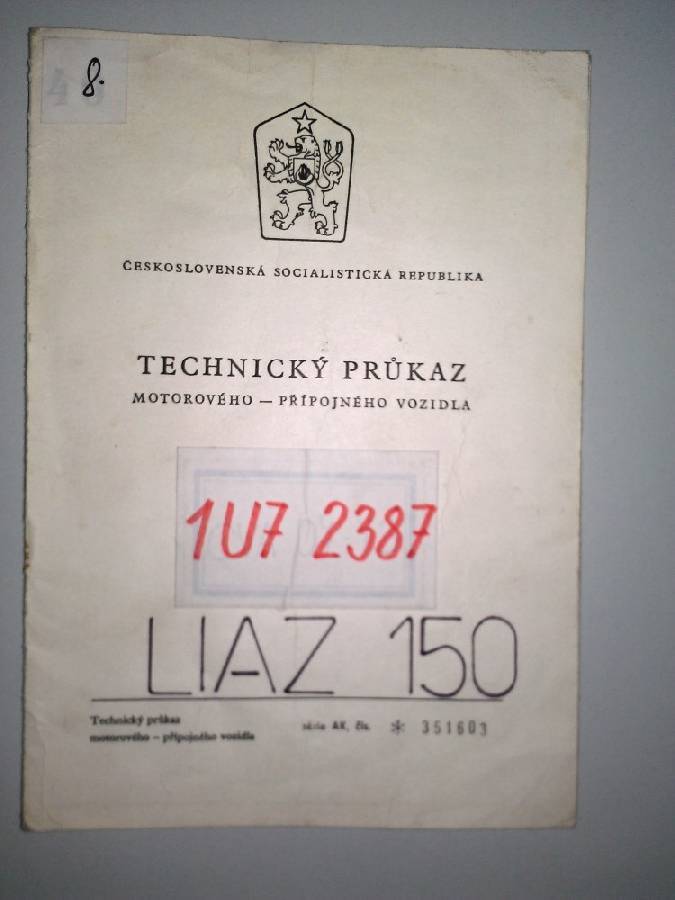 8.
ČESKOSLOVENSKÁ SOCIALISTICKÁ REPUBLIKA
TECHNICKÝ PRŮKAZ
MOTOROVÉHO — PŘÍPOJNÉHO VOZIDLA
1U7 2387
LIAZ 150
Technický průkaz
motorového – přípojného vozidla
série AK, čís. * 351603